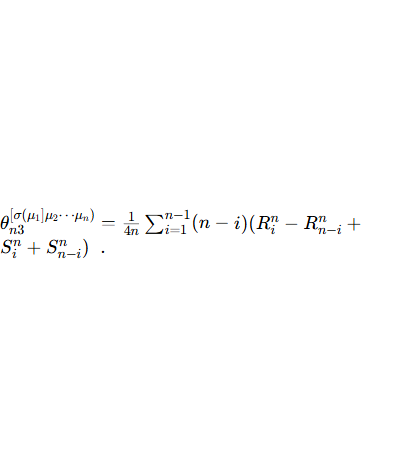 θ_{n3}^{[σ(μ_1]μ_2⋯μ_n)} = \frac{1}{4n} ∑_{i=1}^{n−1}(n − i)(R_i^n − R_{n−i}^n +
S_i^n + S_{n−i}^n) .